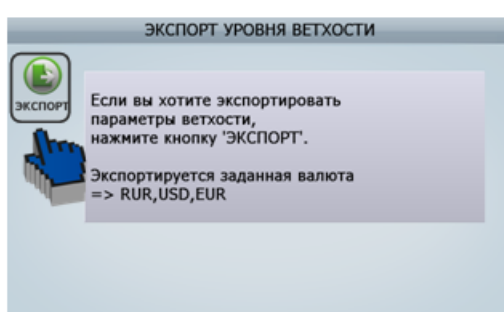 ЭКСПОРТ УРОВНЯ ВЕТХОСТИ
ЭКСПОРТ
Если вы хотите экспортировать
параметры ветхости,
нажмите кнопку 'ЭКСПОРТ'.
Экспортируется заданная валюта
=> RUR,USD,EUR